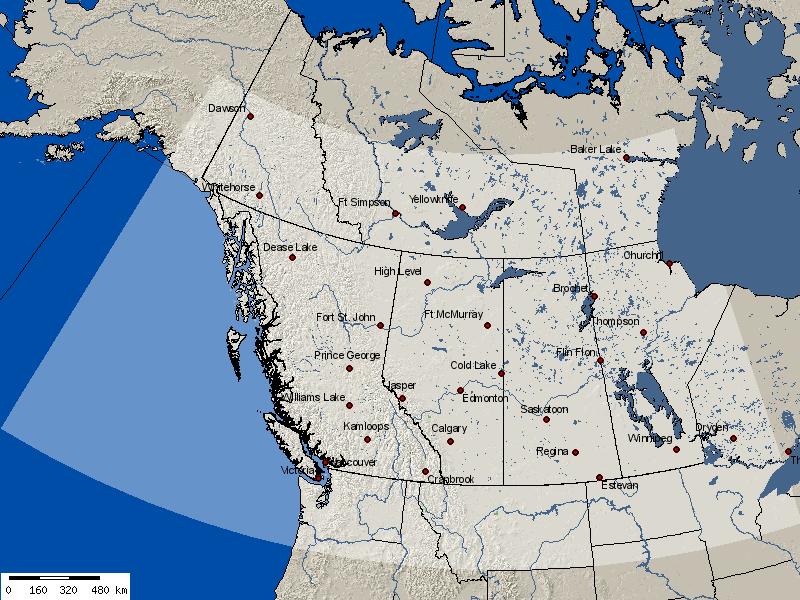 Dawson
Baker Lake
Whitehorse
Ft Simpson
Yellowknife
Dease Lake
Churchill
High Level
Brochet
Fort St. John
Ft McMurray
Thompson
Prince George
Flin Flon
Cold Lake
Jasper
Williams Lake
Edmonton
Saskatoon
Kamloops
Calgary
Dryden
Winnipeg
Regina
Vancouver
Th
Victoria
Cranbrook
Estevan
0 160 320 480 km